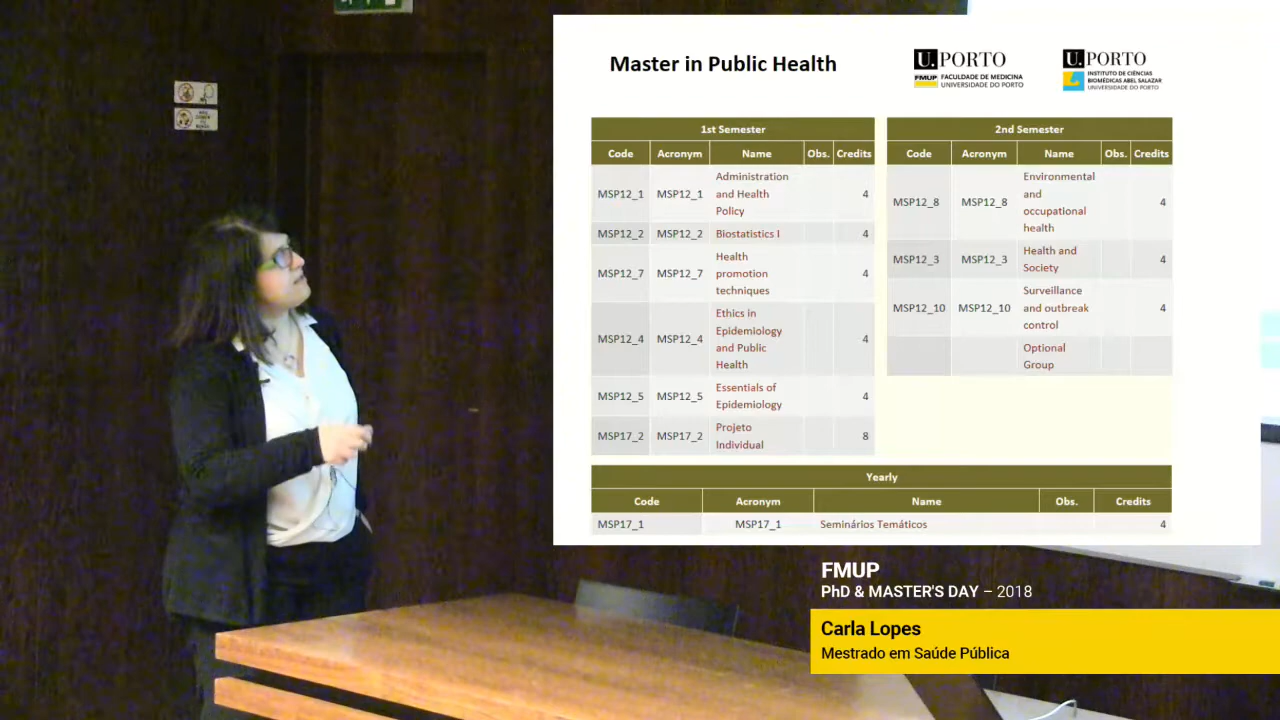 Master in Public Health
U. PORTO
FMUP FACULDADE DE MEDICINA
UNIVERSIDADE DO PORTO
U. PORTO
INSTITUTO DE CIÊNCIAS
BIOMÉDICAS ABEL SALAZAR
UNIVERSIDADE DO PORTO
1st Semester
Code Acronym Name Obs. Credits
MSP12_1 MSP12_1 Administration and Health Policy 4
MSP12_2 MSP12_2 Biostatistics I 4
MSP12_7 MSP12_7 Health promotion techniques 4
MSP12_4 MSP12_4 Ethics in Epidemiology and Public Health 4
MSP12_5 MSP12_5 Essentials of Epidemiology 4
MSP17_2 MSP17_2 Projeto Individual 8
2nd Semester
Code Acronym Name Obs. Credits
MSP12_8 MSP12_8 Environmental and occupational health 4
MSP12_3 MSP12_3 Health and Society 4
MSP12_10 MSP12_10 Surveillance and outbreak control 4
Optional Group
Yearly
Code Acronym Name Obs. Credits
MSP17_1 MSP17_1 Seminários Temáticos 4
FMUP
PhD & MASTER'S DAY – 2018
Carla Lopes
Mestrado em Saúde Pública